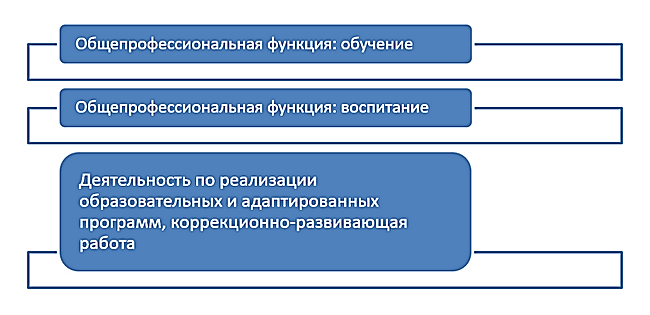 Общепрофессиональная функция: обучение
Общепрофессиональная функция: воспитание
Деятельность по реализации
образовательных и адаптированных
программ, коррекционно-развивающая
работа